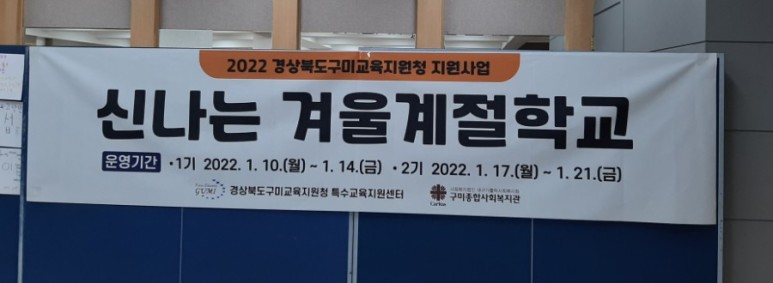 2022 경상북도구미교육지원청 지원사업
신나는 겨울계절학교
운영기간 •1기 2022. 1. 10.(월) ~ 1. 14.(금) •2기 2022. 1. 17.(월) ~ 1. 21.(금)
GUMI 경상북도구미교육지원청 특수교육지원센터
Caritas 구미종합사회복지관